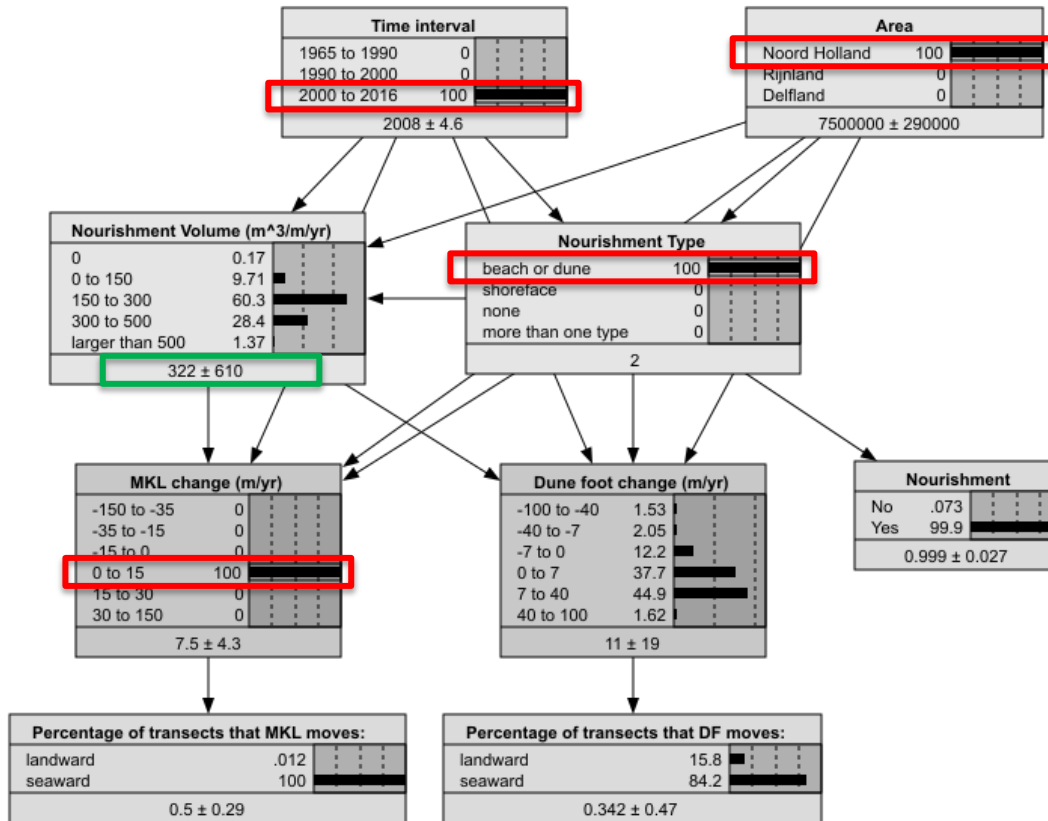 Time interval
1965 to 1990 0
1990 to 2000 0
2000 to 2016 100
2008 ± 4.6
Area
Noord Holland 100
Rijnland 0
Delfland 0
7500000 ± 290000
Nourishment Volume (m^3/m/yr)
0 0.17
0 to 150 9.71
150 to 300 60.3
300 to 500 28.4
larger than 500 1.37
322 ± 610
Nourishment Type
beach or dune 100
shoreface 0
none 0
more than one type 0
2
MKL change (m/yr)
-150 to -35 0
-35 to -15 0
-15 to 0 0
0 to 15 100
15 to 30 0
30 to 150 0
7.5 ± 4.3
Dune foot change (m/yr)
-100 to -40 1.53
-40 to -7 2.05
-7 to 0 12.2
0 to 7 37.7
7 to 40 44.9
40 to 100 1.62
11 ± 19
Nourishment
No .073
Yes 99.9
0.999 ± 0.027
Percentage of transects that MKL moves:
landward .012
seaward 100
0.5 ± 0.29
Percentage of transects that DF moves:
landward 15.8
seaward 84.2
0.342 ± 0.47